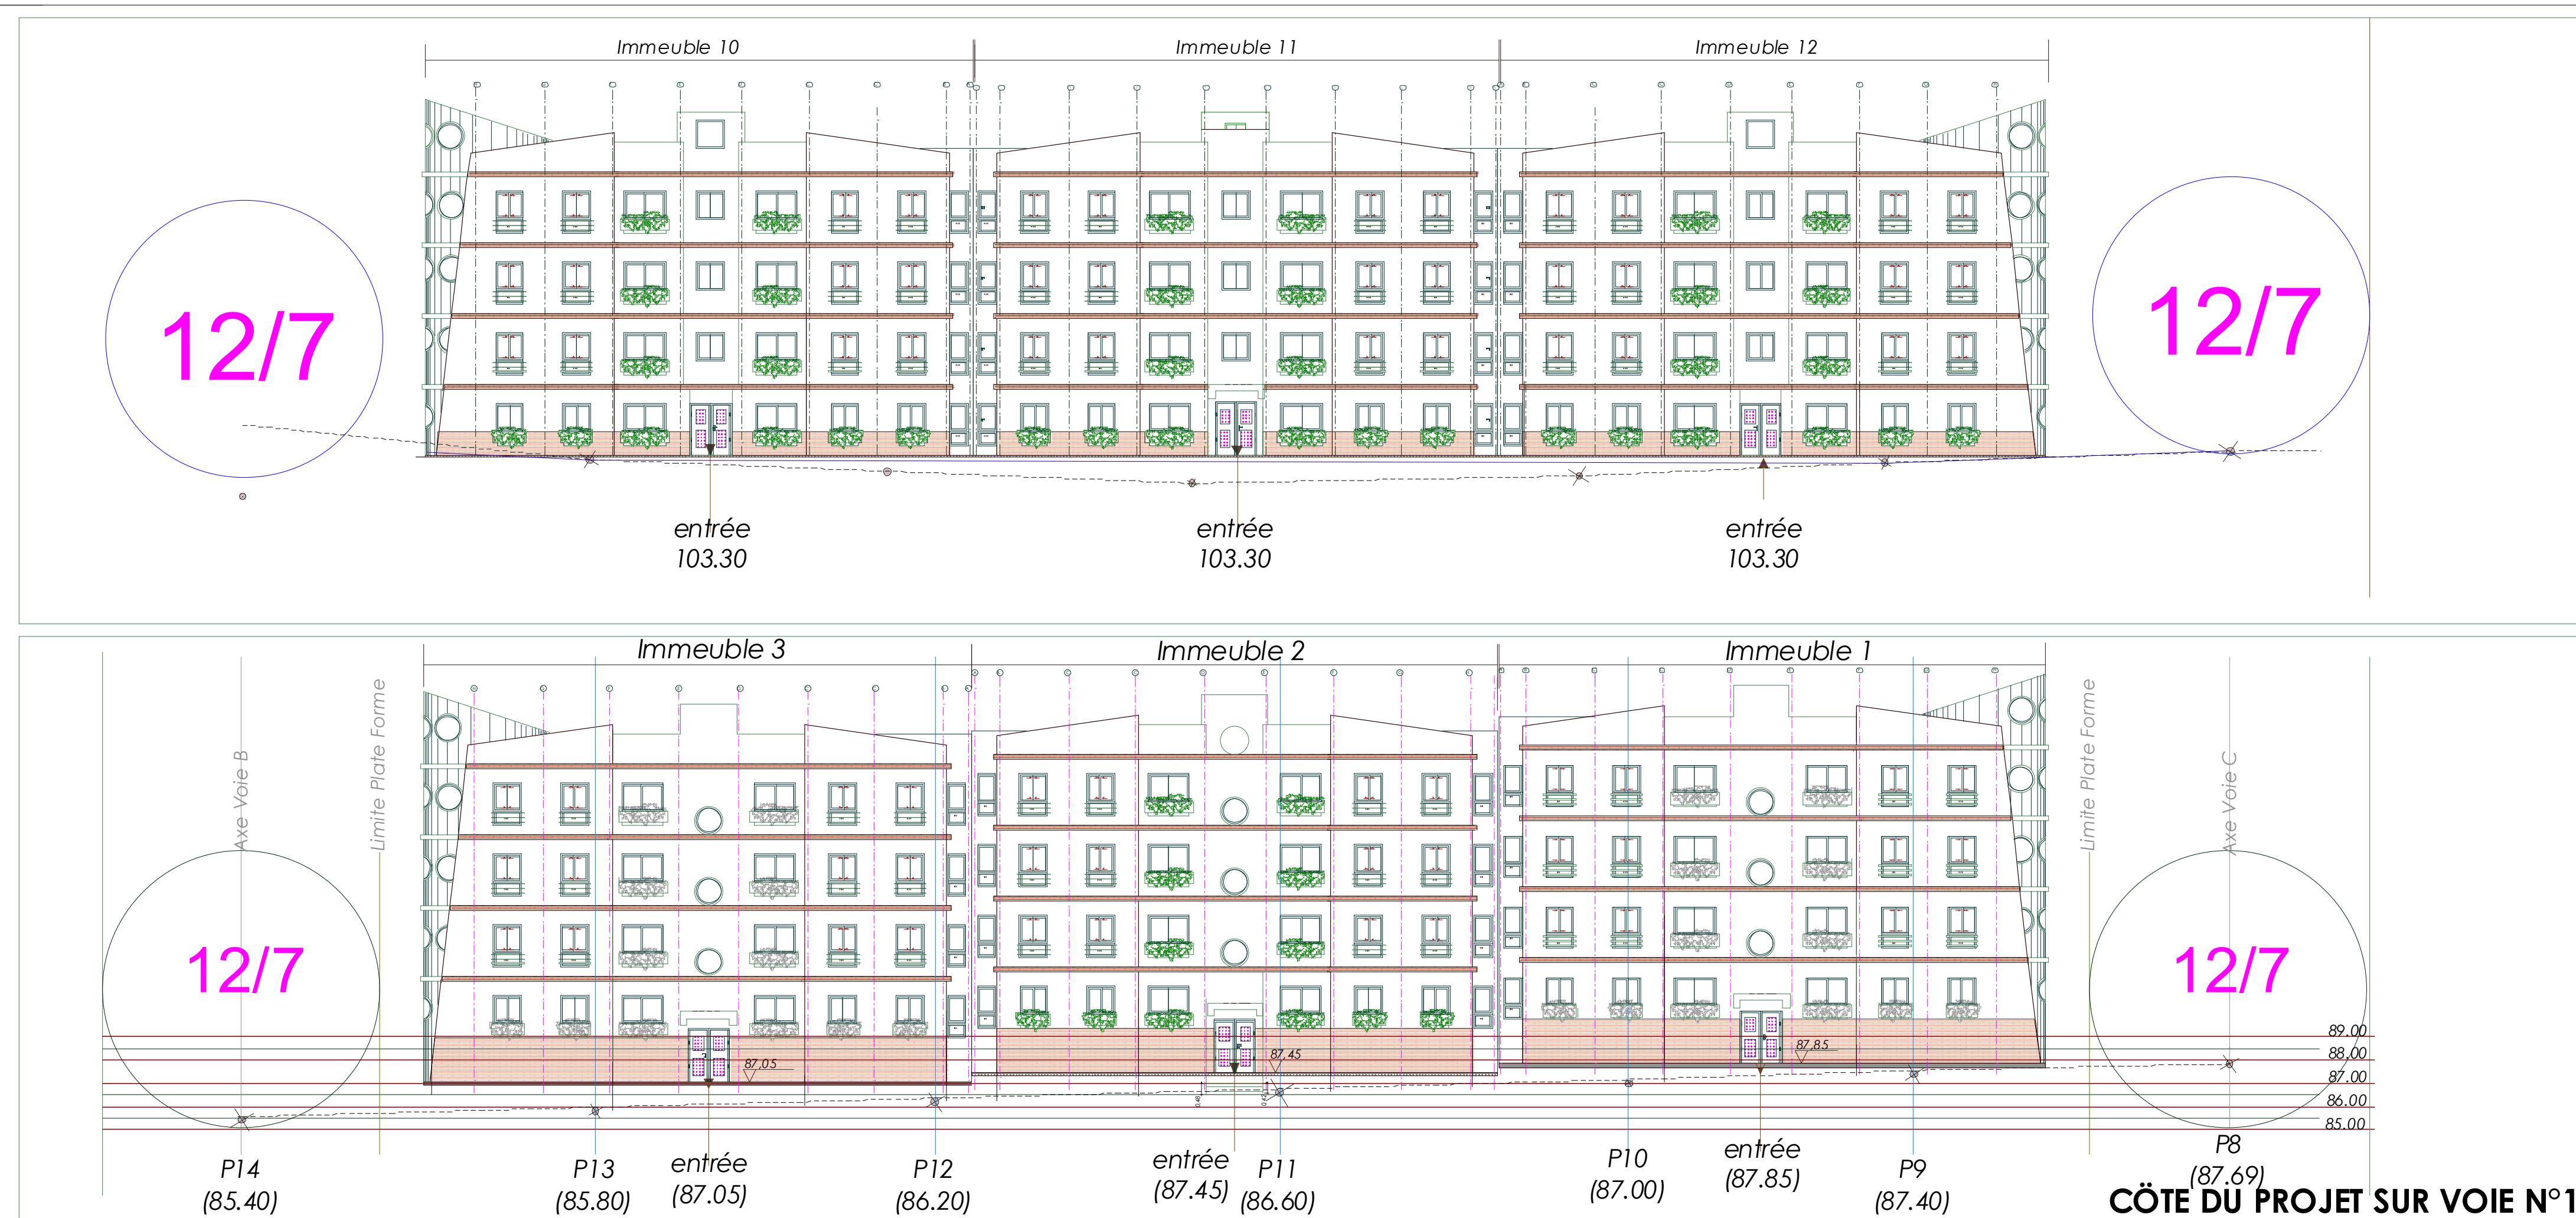 Immeuble 10
Immeuble 11
Immeuble 12
12/7
12/7
entrée
103.30
entrée
103.30
entrée
103.30
Immeuble 3
Immeuble 2
Immeuble 1
Axe Voie B
Limite Plate Forme
Limite Plate Forme
Axe Voie C
12/7
12/7
87,05
87,45
87,85
89.00
88.00
87.00
86.00
85.00
P14
(85.40)
P13
(85.80)
entrée
(87.05)
P12
(86.20)
entrée
(87.45)
P11
(86.60)
P10
(87.00)
entrée
(87.85)
P9
(87.40)
P8
(87.69)
CÖTE DU PROJET SUR VOIE N°1